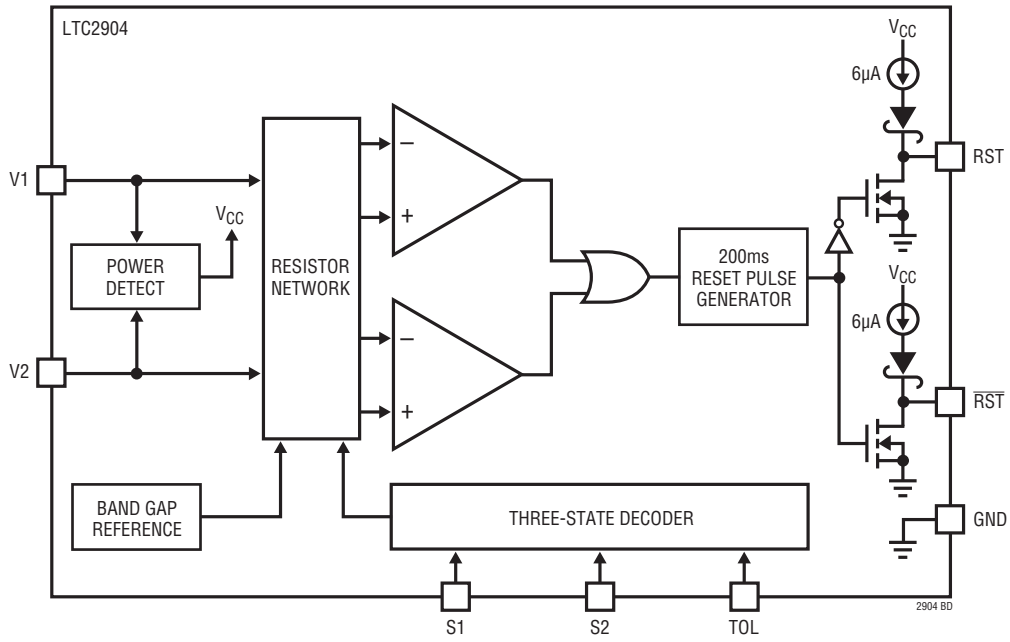 LTC2904
VCC
6µA
RST
V1
VCC
POWER
DETECT
RESISTOR
NETWORK
–
+
200ms
RESET PULSE
GENERATOR
VCC
6µA
V2
–
+
RST
BAND GAP
REFERENCE
THREE-STATE DECODER
GND
S1
S2
TOL
2904 BD